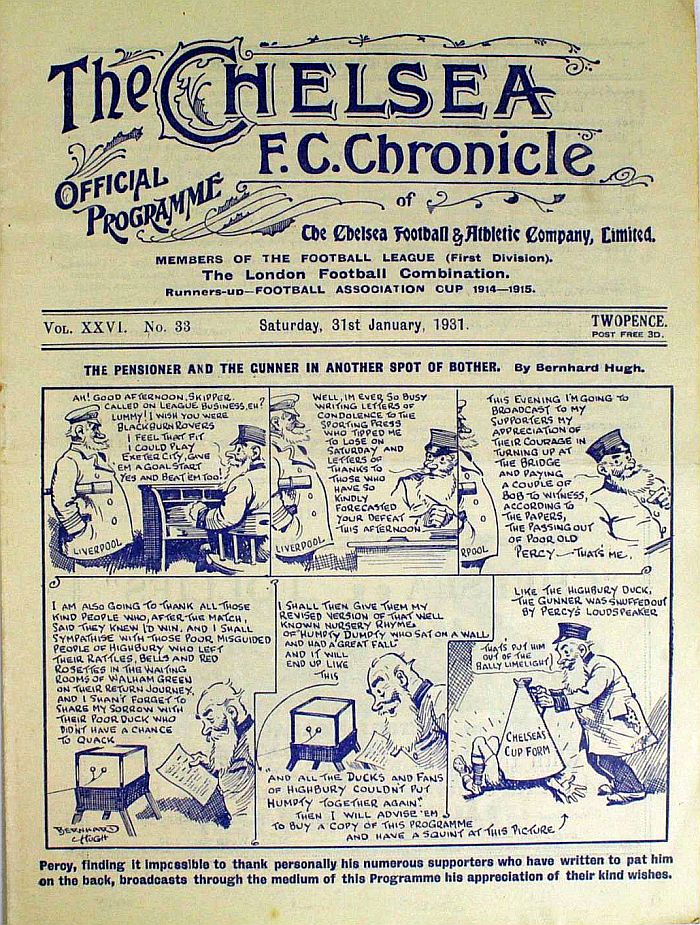 The CHELSEA
F.C. Chronicle
OFFICIAL
PROGRAMME
of
The Chelsea Football & Athletic Company, Limited.
MEMBERS OF THE FOOTBALL LEAGUE (First Division).
The London Football Combination.
Runners-up—FOOTBALL ASSOCIATION CUP 1914—1915.
VOL. XXVI. No. 33
Saturday, 31st January, 1931.
TWOPENCE.
POST FREE 3D.
THE PENSIONER AND THE GUNNER IN ANOTHER SPOT OF BOTHER. By Bernhard Hugh.
AH! GOOD AFTERNOON, SKIPPER.
CALLED ON LEAGUE BUSINESS, EH?
LUMMY! I WISH YOU WERE
BLACKBURN ROVERS
I FEEL THAT FIT
I COULD PLAY
EXETER CITY, GIVE
EM A GOAL START
YES AND BEAT EM TOO!
LIVERPOOL
WELL, IM EVER SO BUSY
WRITING LETTERS OF
CONDOLENCE TO THE
SPORTING PRESS
WHO TIPPED ME
TO LOSE ON
SATURDAY AND
LETTERS OF
THANKS TO
THOSE WHO
HAVE SO
KINDLY
FORECASTED
YOUR DEFEAT
THIS AFTERNOON
LIVERPOOL
THIS EVENING I'M GOING TO
BROADCAST TO MY
SUPPORTERS MY
APPRECIATION OF
THEIR COURAGE IN
TURNING UP AT
THE BRIDGE
AND PAYING
A COUPLE OF
BOB TO WITNESS,
ACCORDING TO
THE PAPERS,
THE PASSING OUT
OF POOR OLD
PERCY — THAT'S ME.
RPOOL
I AM ALSO GOING TO THANK ALL THOSE
KIND PEOPLE WHO, AFTER THE MATCH,
SAID THEY KNEW I'D WIN, AND I SHALL
SYMPATHISE WITH THOSE POOR MISGUIDED
PEOPLE OF HIGHBURY WHO LEFT
THEIR RATTLES, BELLS AND RED
ROSETTES IN THE WAITING
ROOMS OF WALHAM GREEN
ON THEIR RETURN JOURNEY,
AND I SHAN'T FORGET TO
SHARE MY SORROW WITH
THEIR POOR DUCK WHO
DIDN'T HAVE A CHANCE
TO QUACK
BERNHARD
HUGH
I SHALL THEN GIVE THEM MY
REVISED VERSION OF THAT WELL
KNOWN NURSERY RHYME
OF "HUMPTY DUMPTY WHO SAT ON A WALL
AND HAD A GREAT FALL"
AND IT WILL
END UP LIKE
THIS
"AND ALL THE DUCKS AND FANS
OF HIGHBURY COULDN'T PUT
HUMPTY TOGETHER AGAIN."
THEN I WILL ADVISE 'EM
TO BUY A COPY OF THIS PROGRAMME
AND HAVE A SQUINT AT THIS PICTURE
LIKE THE HIGHBURY DUCK,
THE GUNNER WAS SNUFFED OUT
BY PERCY'S LOUDSPEAKER
THAT'S PUT HIM
OUT OF THE
BALLY LIMELIGHT!
CHELSEA'S
CUP FORM
Percy, finding it impossible to thank personally his numerous supporters who have written to pat him
on the back, broadcasts through the medium of this Programme his appreciation of their kind wishes.